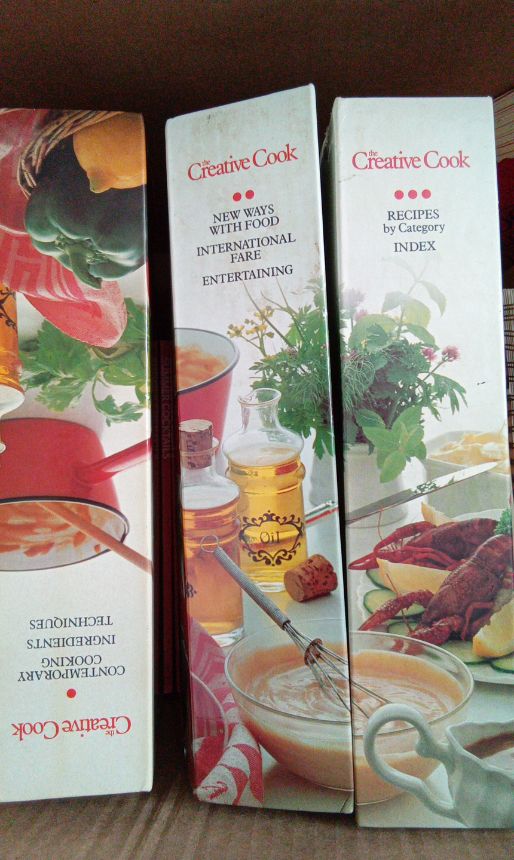 the
Creative Cook
CONTEMPORARY
COOKING
INGREDIENTS
TECHNIQUES
the
Creative Cook
NEW WAYS
WITH FOOD
INTERNATIONAL
FARE
ENTERTAINING
Oil
the
Creative Cook
RECIPES
by Category
INDEX